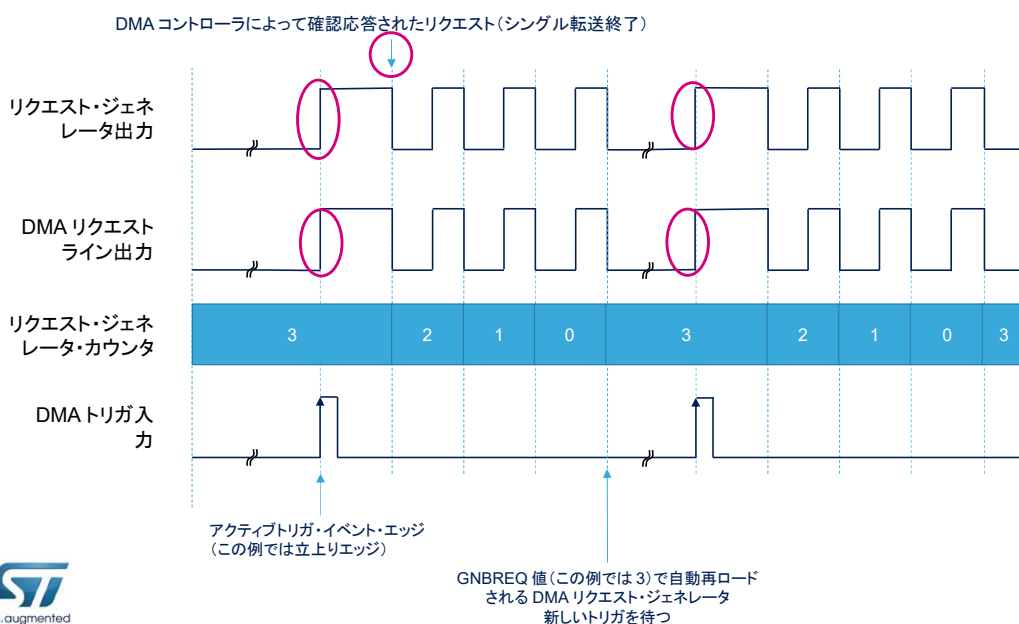 DMA コントローラによって確認応答されたリクエスト(シングル転送終了)
リクエスト・ジェネ
レータ出力
DMA リクエスト
ライン出力
リクエスト・ジェネ
レータ・カウンタ
3 2 1 0 3 2 1 0 3
DMA トリガ入
力
アクティブトリガ・イベント・エッジ
(この例では立上りエッジ)
GNBREQ 値(この例では 3)で自動再ロード
される DMA リクエスト・ジェネレータ
新しいトリガを待つ
ST
.augmented